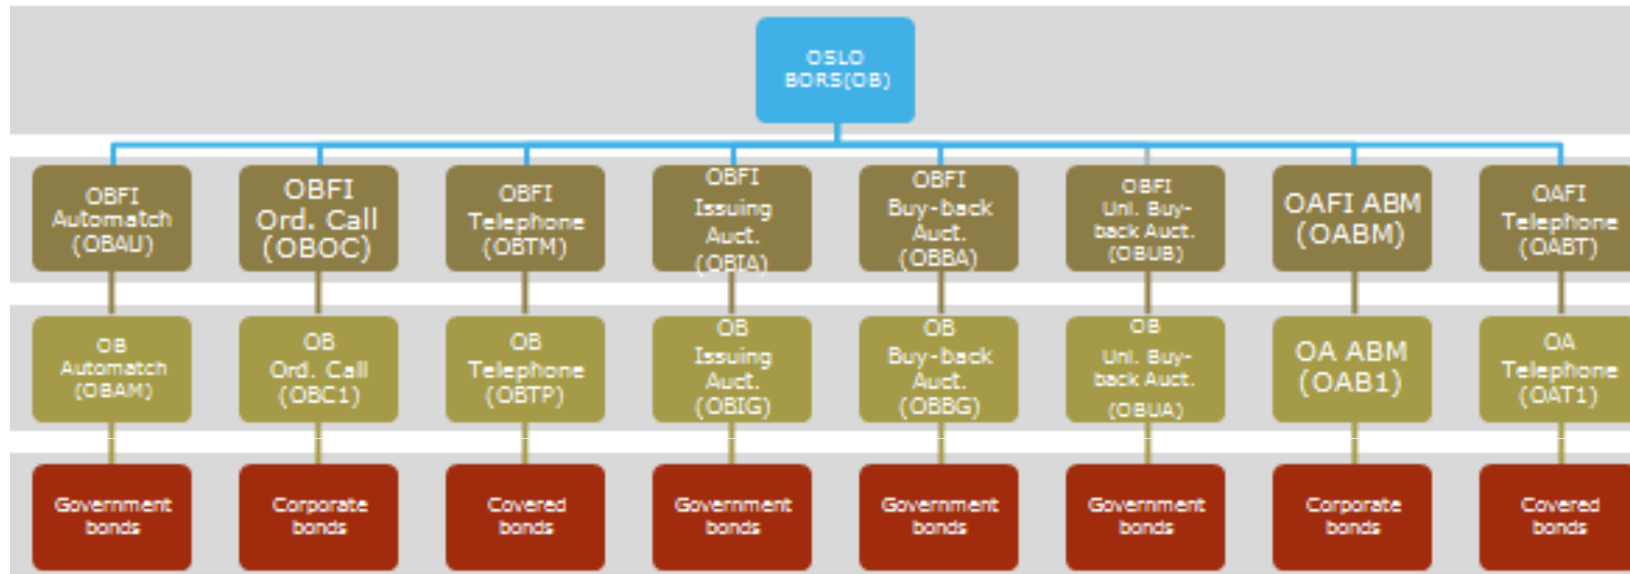 OSLO
BORS(OB)
OBFI
Automatch
(OBAU)
OBFI
Ord. Call
(OBOC)
OBFI
Telephone
(OBTM)
OBFI
Issuing
Auct.
(OBIA)
OBFI
Buy-back
Auct.
(OBBA)
OBFI
Unl. Buy-
back Auct.
(OBUB)
OAFI ABM
(OABM)
OAFI
Telephone
(OABT)
OB
Automatch
(OBAM)
OB
Ord. Call
(OBC1)
OB
Telephone
(OBTP)
OB
Issuing
Auct.
(OBIG)
OB
Buy-back
Auct.
(OBBG)
OB
Unl. Buy-
back Auct.
(OBUA)
OA ABM
(OAB1)
OA
Telephone
(OAT1)
Government
bonds
Corporate
bonds
Covered
bonds
Government
bonds
Government
bonds
Government
bonds
Corporate
bonds
Covered
bonds